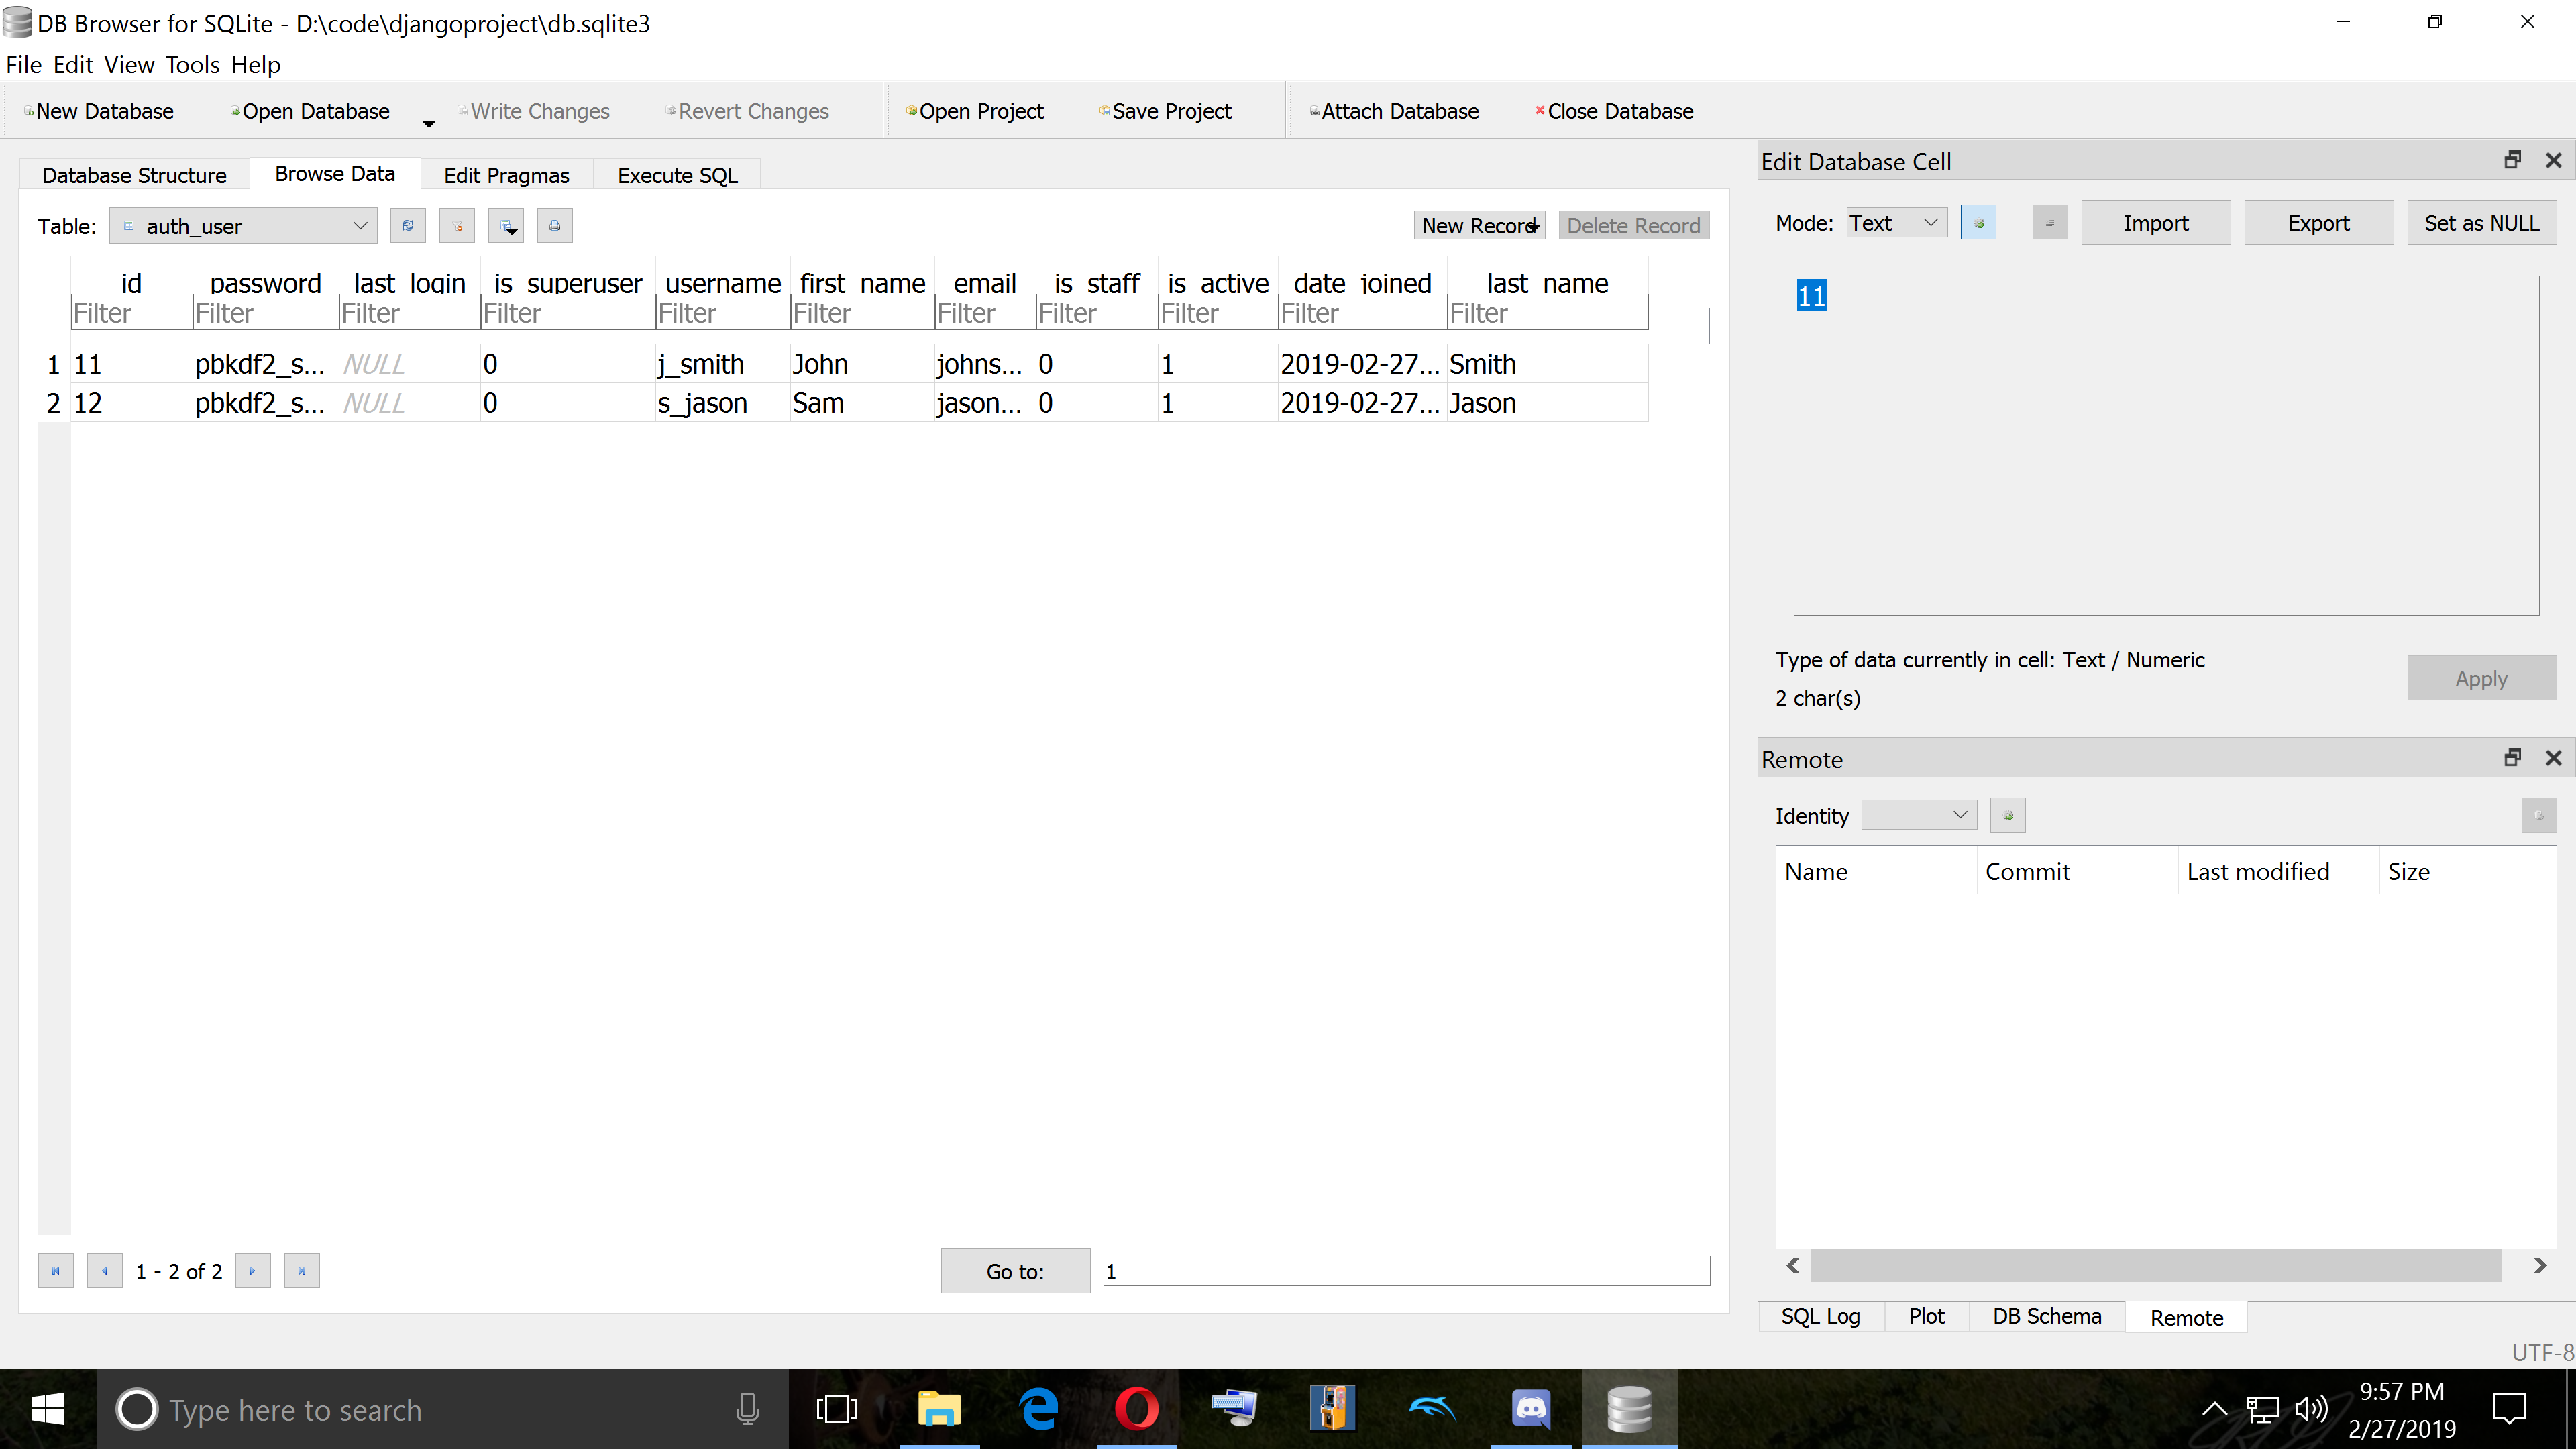 DB Browser for SQLite - D:\code\djangoproject\db.sqlite3
File Edit View Tools Help
New Database Open Database Write Changes Revert Changes Open Project Save Project Attach Database Close Database
Database Structure Browse Data Edit Pragmas Execute SQL
Table: auth_user New Record Delete Record
id password last_login is_superuser username first_name email is_staff is_active date_joined last_name
Filter Filter Filter Filter Filter Filter Filter Filter Filter Filter Filter
1 11 pbkdf2_s... NULL 0 j_smith John johns... 0 1 2019-02-27... Smith
2 12 pbkdf2_s... NULL 0 s_jason Sam jason... 0 1 2019-02-27... Jason
1 - 2 of 2 Go to: 1
Edit Database Cell
Mode: Text Import Export Set as NULL
11
Type of data currently in cell: Text / Numeric
2 char(s)
Apply
Remote
Identity
Name Commit Last modified Size
SQL Log Plot DB Schema Remote
UTF-8
Type here to search
9:57 PM
2/27/2019